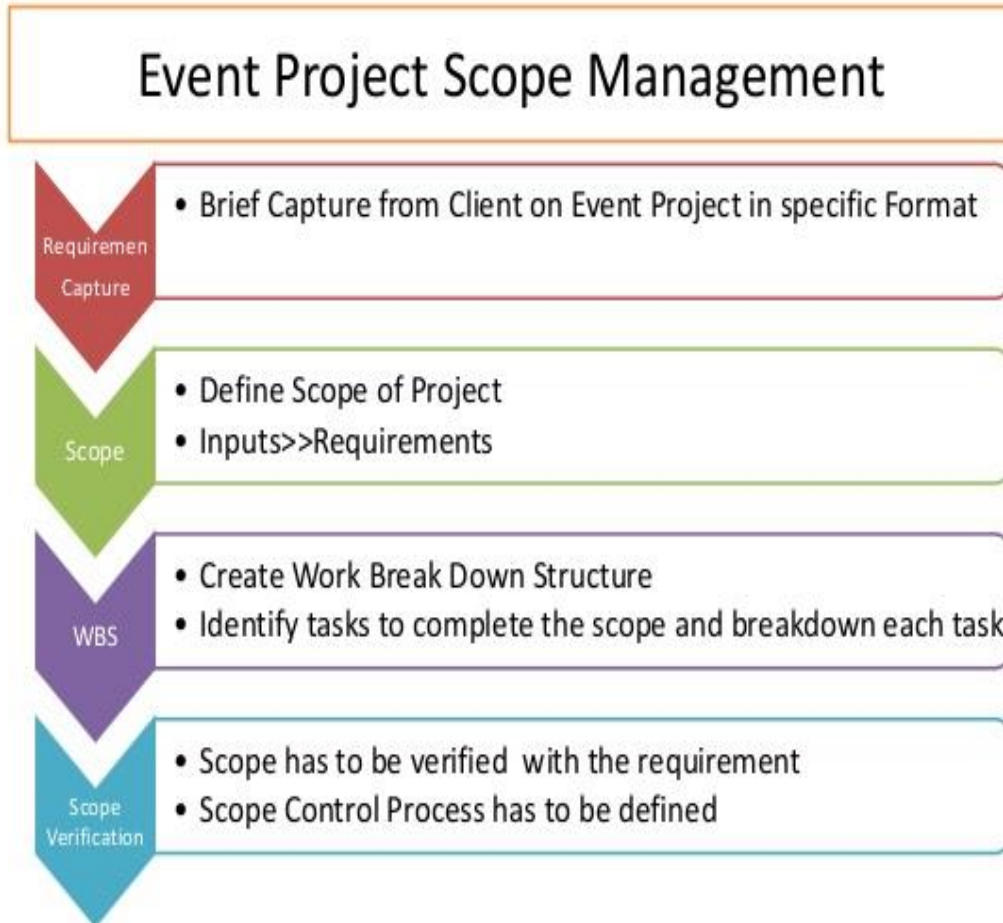 Event Project Scope Management
• Brief Capture from Client on Event Project in specific Format
Requiremen
Capture
• Define Scope of Project
• Inputs>>Requirements
Scope
• Create Work Break Down Structure
• Identify tasks to complete the scope and breakdown each task
WBS
• Scope has to be verified with the requirement
• Scope Control Process has to be defined
Scope
Verification